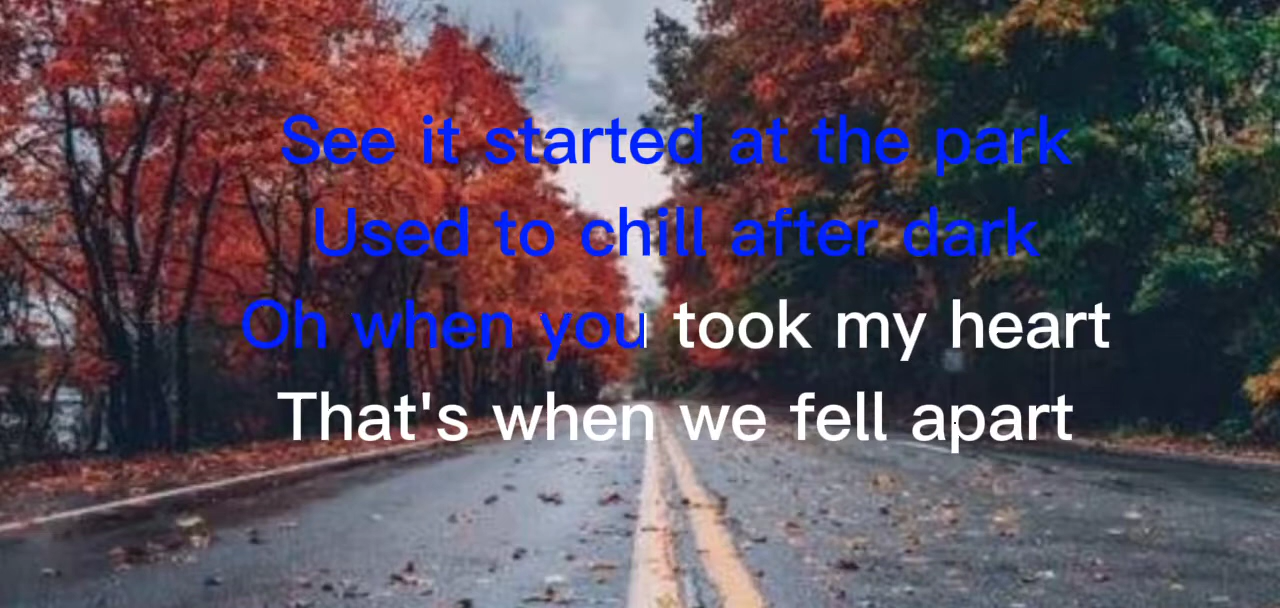 See it started at the park
Used to chill after dark
Oh when you took my heart
That's when we fell apart